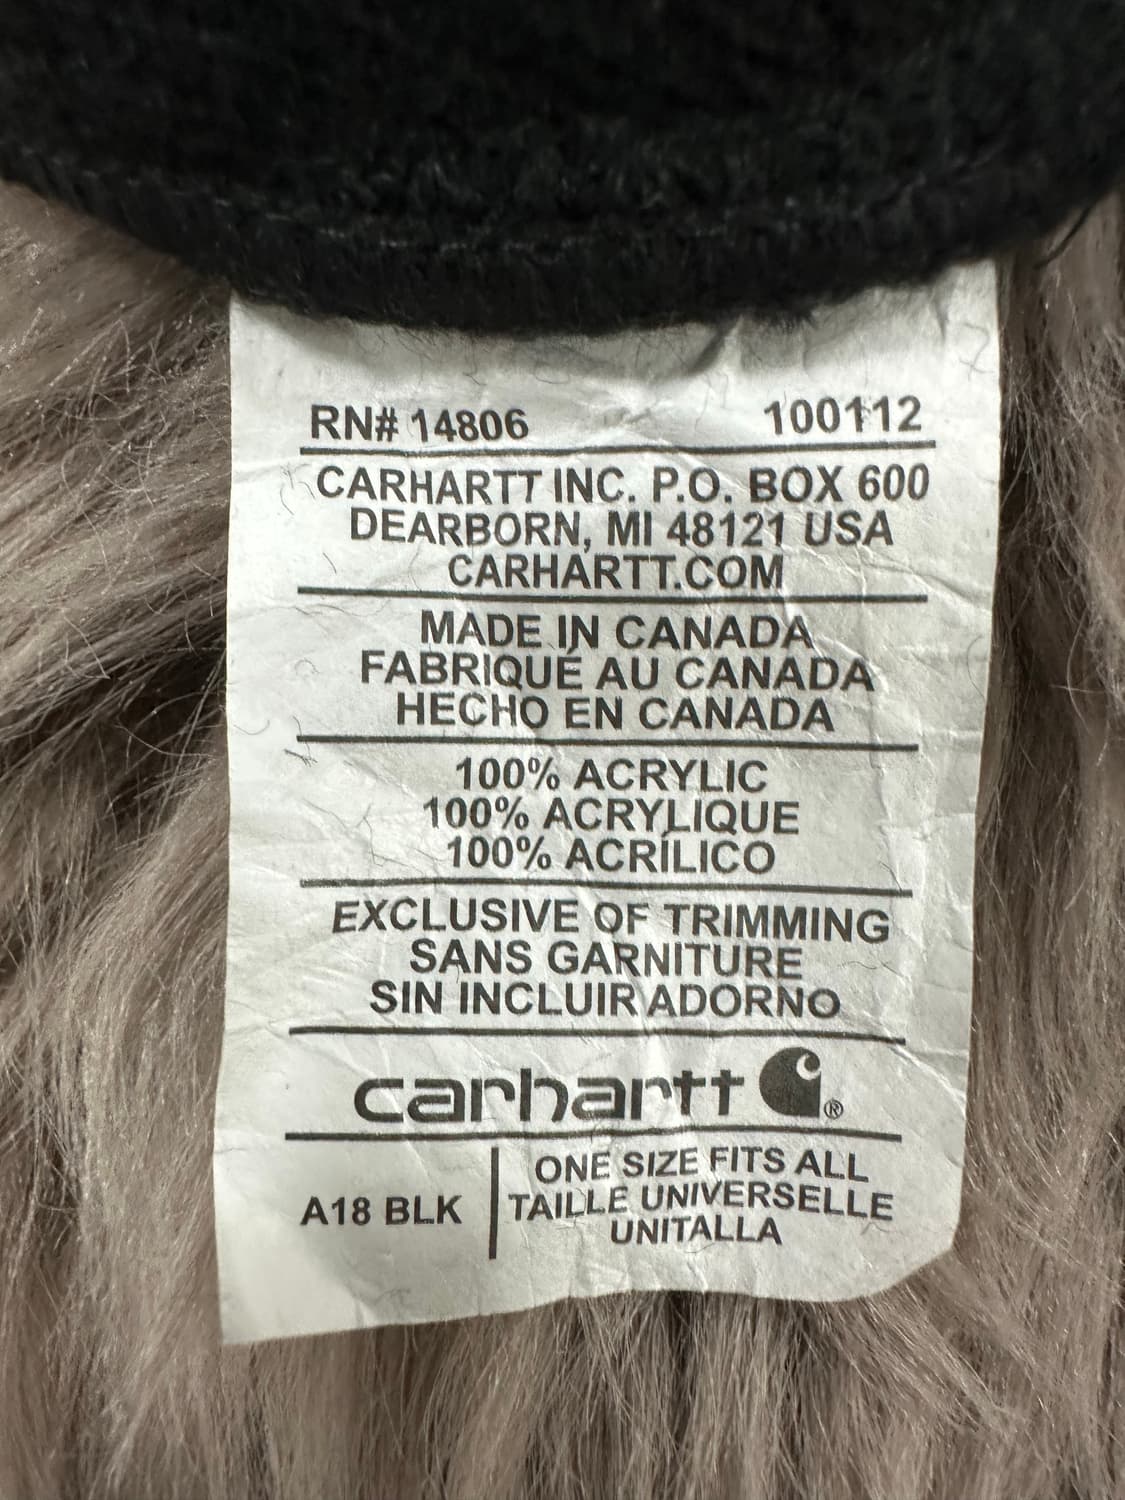 RN# 14806 100112
CARHARTT INC. P.O. BOX 600
DEARBORN, MI 48121 USA
CARHARTT.COM
MADE IN CANADA
FABRIQUÉ AU CANADA
HECHO EN CANADA
100% ACRYLIC
100% ACRYLIQUE
100% ACRÍLICO
EXCLUSIVE OF TRIMMING
SANS GARNITURE
SIN INCLUIR ADORNO
carhartt ®
A18 BLK
ONE SIZE FITS ALL
TAILLE UNIVERSELLE
UNITALLA